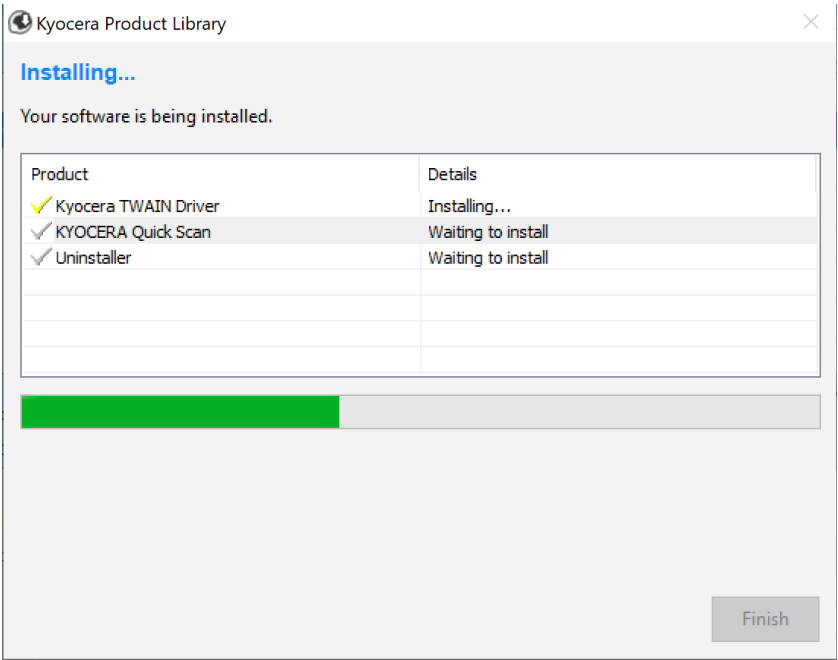 Kyocera Product Library
Installing...
Your software is being installed.
Product Details
Kyocera TWAIN Driver Installing...
KYOCERA Quick Scan Waiting to install
Uninstaller Waiting to install
Finish